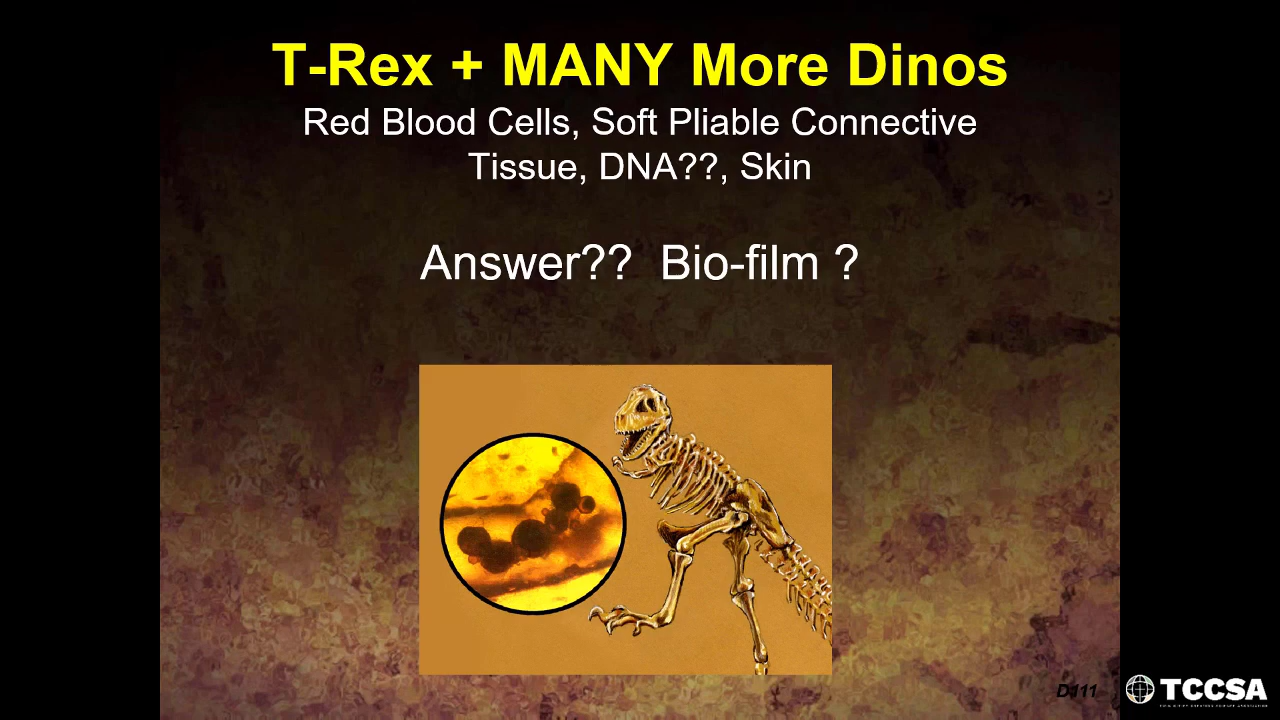 T-Rex + MANY More Dinos
Red Blood Cells, Soft Pliable Connective
Tissue, DNA??, Skin
Answer?? Bio-film ?
D111
TCCSA